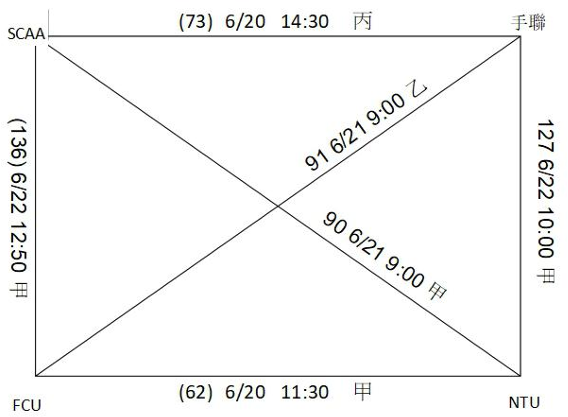 (73) 6/20 14:30 丙
SCAA
手聯
91 6/21 9:00 乙
(136) 6/22 12:50 甲
127 6/22 10:00 甲
90 6/21 9:00 甲
(62) 6/20 11:30 甲
FCU
NTU